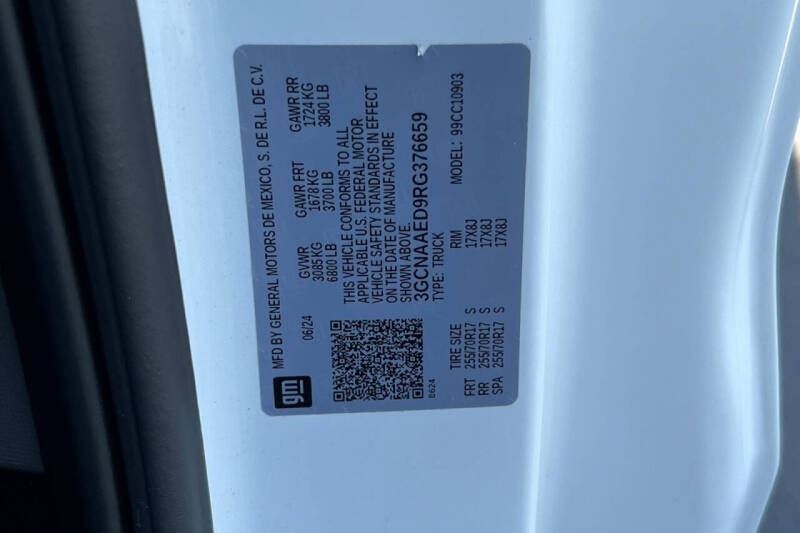 gm
MFD BY GENERAL MOTORS DE MEXICO, S. DE R.L. DE C.V.
06/24 GVWR GAWR FRT GAWR RR
3085 KG 1678 KG 1724 KG
6800 LB 3700 LB 3800 LB
THIS VEHICLE CONFORMS TO ALL
APPLICABLE U.S. FEDERAL MOTOR
VEHICLE SAFETY STANDARDS IN EFFECT
ON THE DATE OF MANUFACTURE
SHOWN ABOVE.
3GCNAAED9RG376659
TYPE: TRUCK MODEL: 99CC10903
8624
TIRE SIZE RIM
FRT 255/70R17 S 17X8J
RR 255/70R17 S 17X8J
SPA 255/70R17 S 17X8J